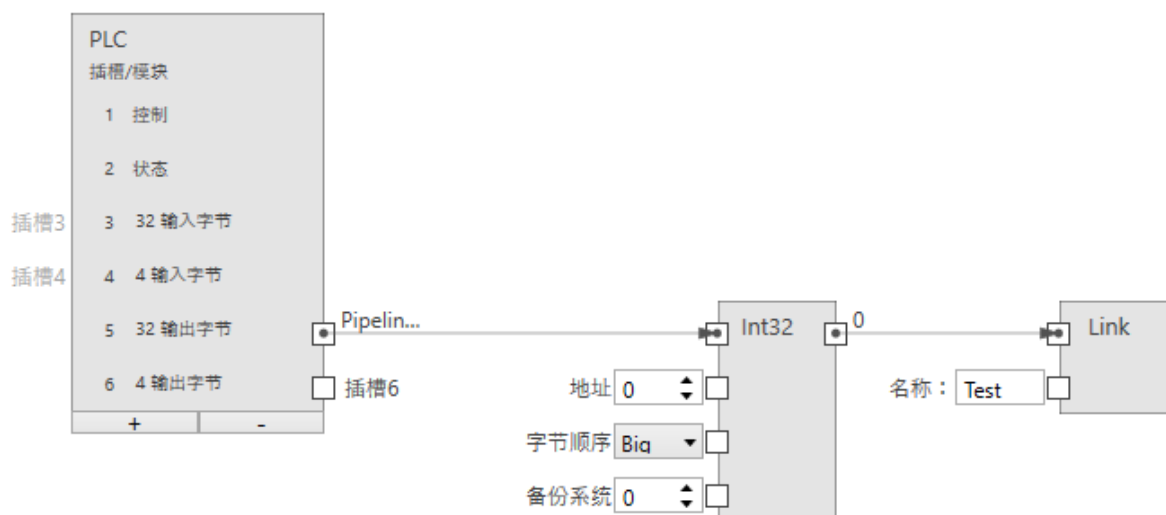 PLC
插槽/模块
1 控制
2 状态
插槽3 3 32 输入字节
插槽4 4 4 输入字节
5 32 输出字节 Pipelin... Int32 0 Link
6 4 输出字节 插槽6 地址 0 名称： Test
+ -
字节顺序 Big
备份系统 0